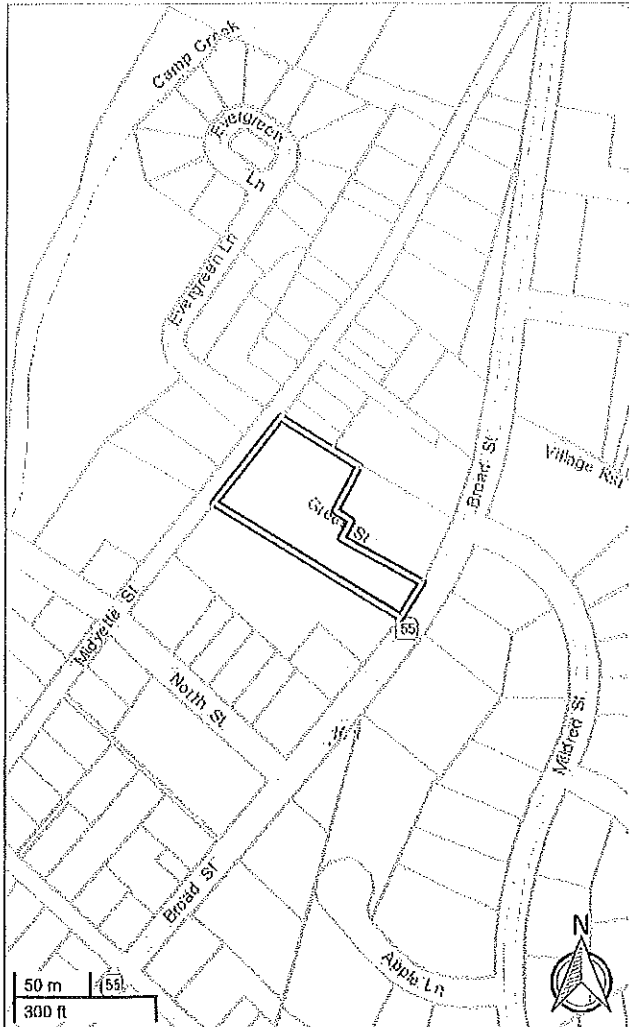 Camp Creek
Evergreen
Ln
Evergreen Ln
Broad St
Village Rd
St
55
Midyette St
North St
Mildred St
Broad St
Apple Ln
N
50 m
55
300 ft